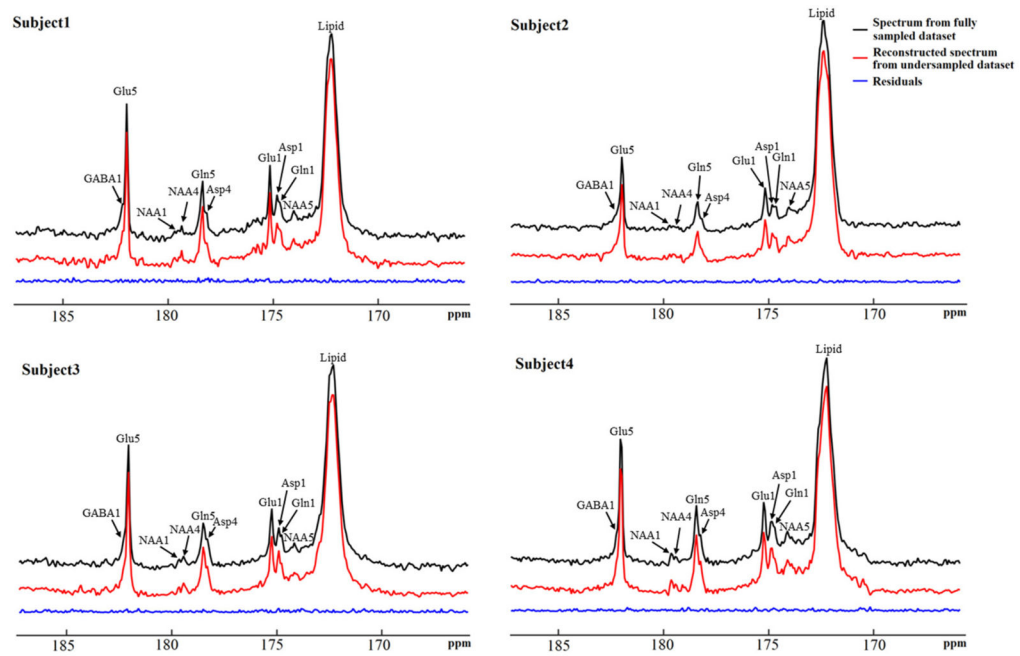 Subject1
Lipid
Glu5
Asp1
Glu1
Gln1
GABA1
NAA4
Gln5
Asp4
NAA1
NAA5
185
180
175
170
ppm
Subject2
Lipid
Spectrum from fully
sampled dataset
Reconstructed spectrum
from undersampled dataset
Residuals
Glu5
Asp1
Glu1
Gln1
GABA1
Gln5
NAA5
NAA4
Asp4
NAA1
185
180
175
170
ppm
Subject3
Lipid
Glu5
Asp1
Glu1
Gln1
GABA1
Gln5
NAA4
Asp4
NAA1
NAA5
185
180
175
170
ppm
Subject4
Lipid
Glu5
Asp1
Glu1
Gln1
GABA1
Gln5
NAA4
Asp4
NAA1
NAA5
185
180
175
170
ppm